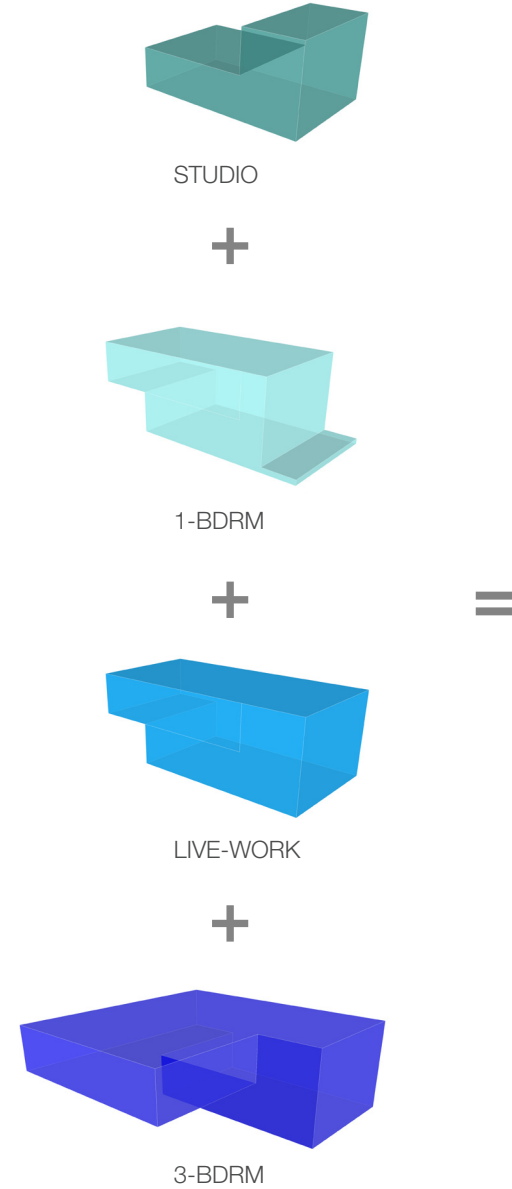 STUDIO
+
1-BDRM
+
=
LIVE-WORK
+
3-BDRM